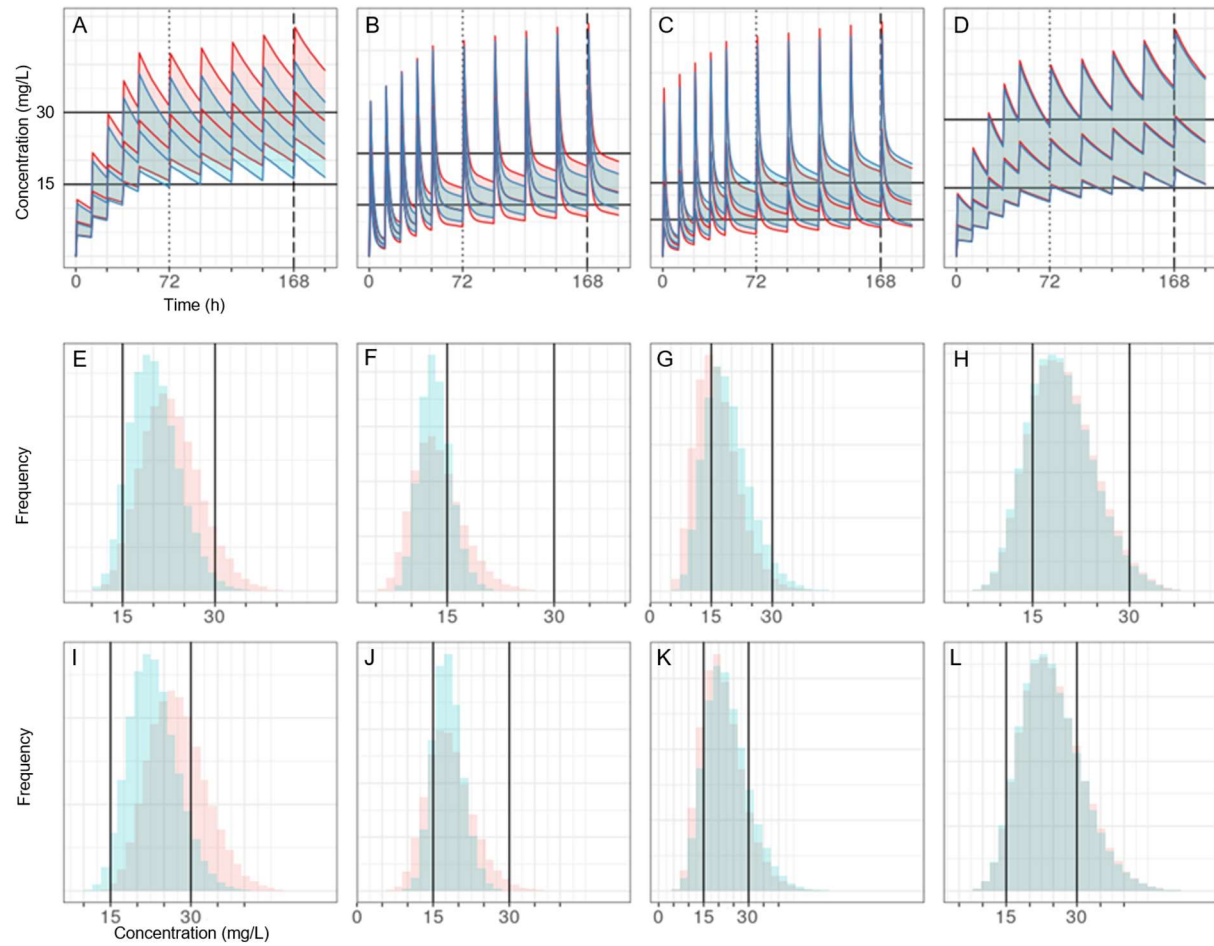 A B C D
Concentration (mg/L)
30
15
0 72 168 0 72 168 0 72 168 0 72 168
Time (h)
E F G H
Frequency
15 30 15 30 0 15 30 15 30
I J K L
Frequency
15 30 0 15 30 0 15 30 15 30
Concentration (mg/L)